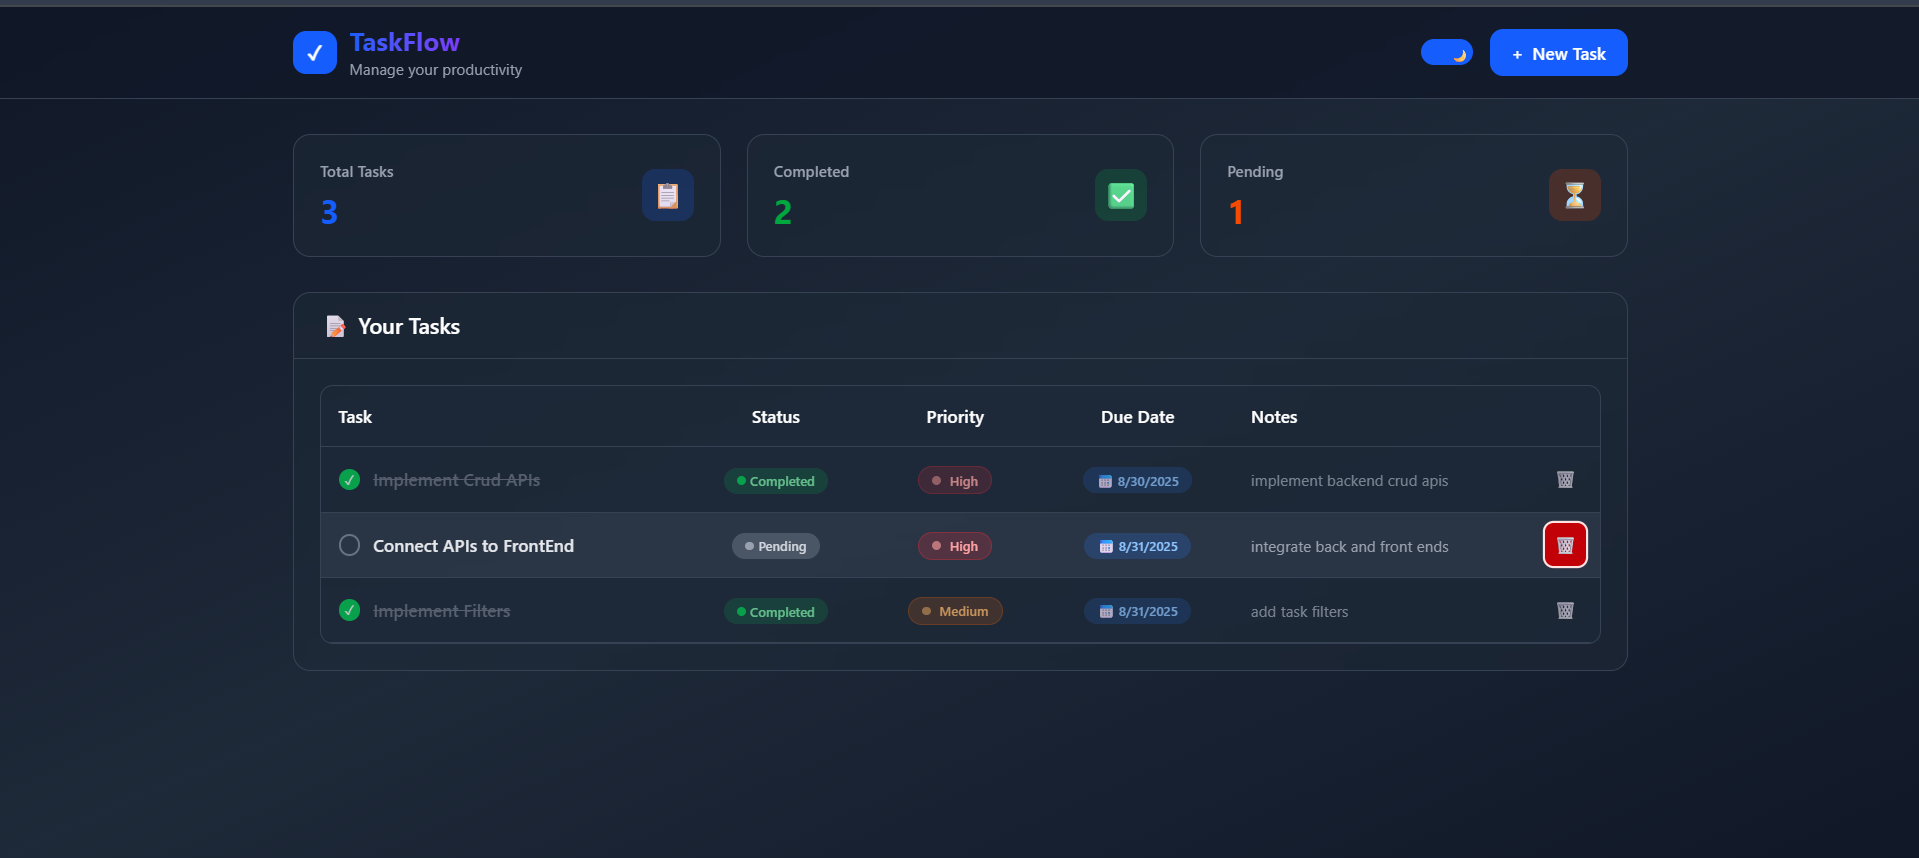 TaskFlow
Manage your productivity
+ New Task
Total Tasks
3
Completed
2
Pending
1
Your Tasks
Task Status Priority Due Date Notes
Implement Crud APIs Completed High 8/30/2025 implement backend crud apis
Connect APIs to FrontEnd Pending High 8/31/2025 integrate back and front ends
Implement Filters Completed Medium 8/31/2025 add task filters